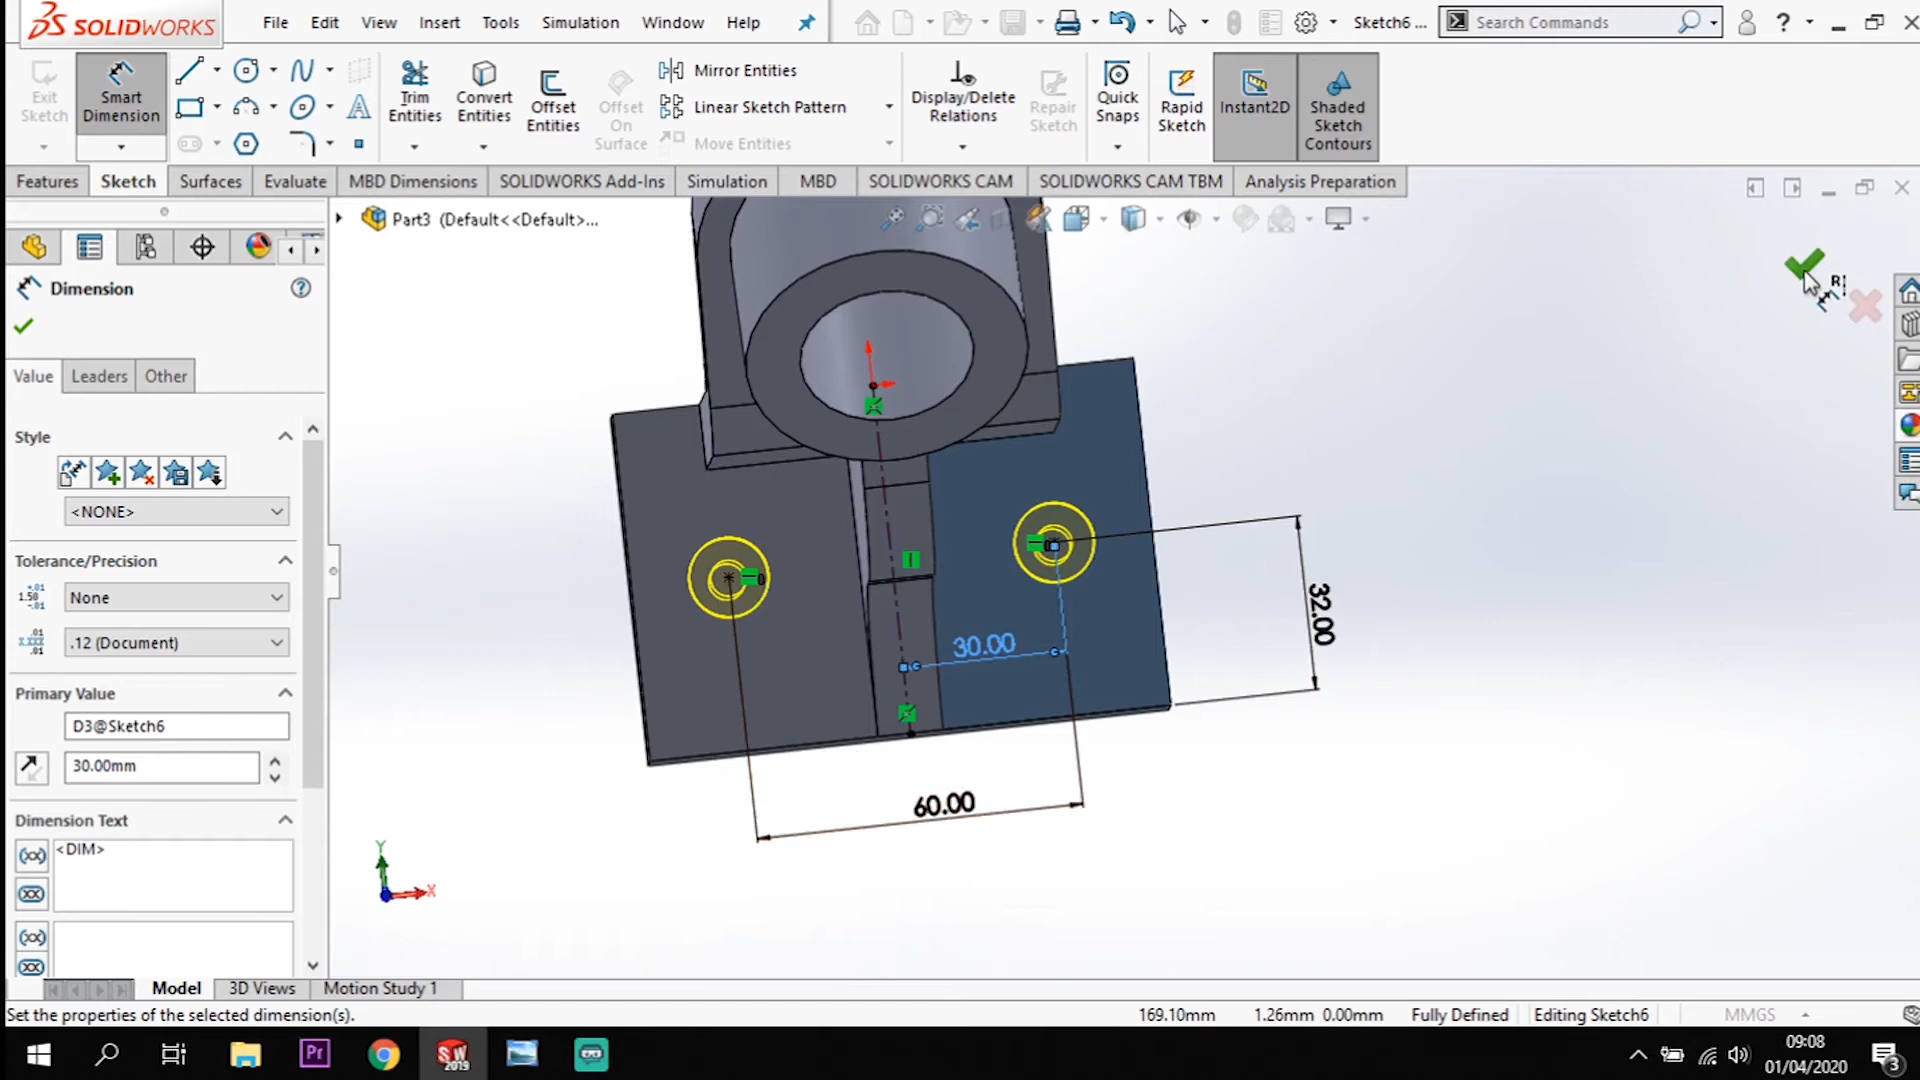 SOLIDWORKS File Edit View Insert Tools Simulation Window Help Sketch6 ... Search Commands ?
Exit Sketch
Smart Dimension
Trim Entities
Convert Entities
Offset Entities
Offset On Surface
Mirror Entities
Linear Sketch Pattern
Move Entities
Display/Delete Relations
Repair Sketch
Quick Snaps
Rapid Sketch
Instant2D
Shaded Sketch Contours
Features Sketch Surfaces Evaluate MBD Dimensions SOLIDWORKS Add-Ins Simulation MBD SOLIDWORKS CAM SOLIDWORKS CAM TBM Analysis Preparation
Part3 (Default<<Default>...
Dimension
Value Leaders Other
Style
<NONE>
Tolerance/Precision
None
.12 (Document)
Primary Value
D3@Sketch6
30.00mm
Dimension Text
<DIM>
32.00
30.00
60.00
Y
X
Model 3D Views Motion Study 1
Set the properties of the selected dimension(s). 169.10mm 1.26mm 0.00mm Fully Defined Editing Sketch6 MMGS
Pr
SW
2019
09:08
01/04/2020
3